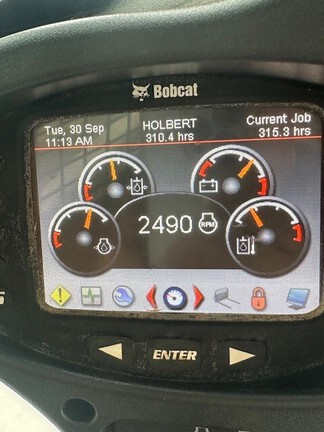 Bobcat
Tue, 30 Sep
11:13 AM
HOLBERT
310.4 hrs
Current Job
315.3 hrs
2490 RPM
ENTER